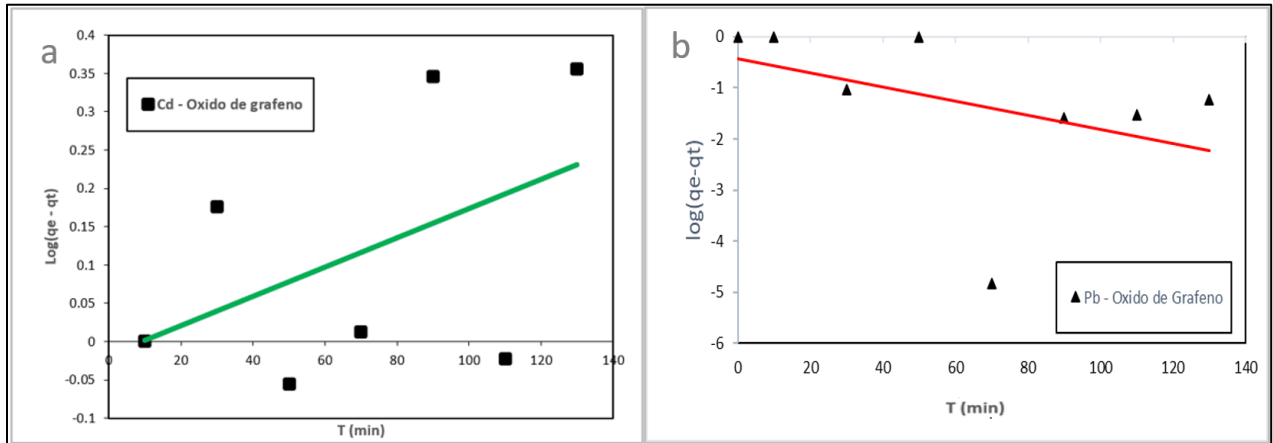 a
0.4
0.35
0.3
0.25
0.2
0.15
0.1
0.05
0
-0.05
-0.1
Log(qe - qt)
Cd - Oxido de grafeno
0 20 40 60 80 100 120 140
T (min)
b
0
-1
-2
-3
-4
-5
-6
log(qe-qt)
Pb - Oxido de Grafeno
0 20 40 60 80 100 120 140
T (min)